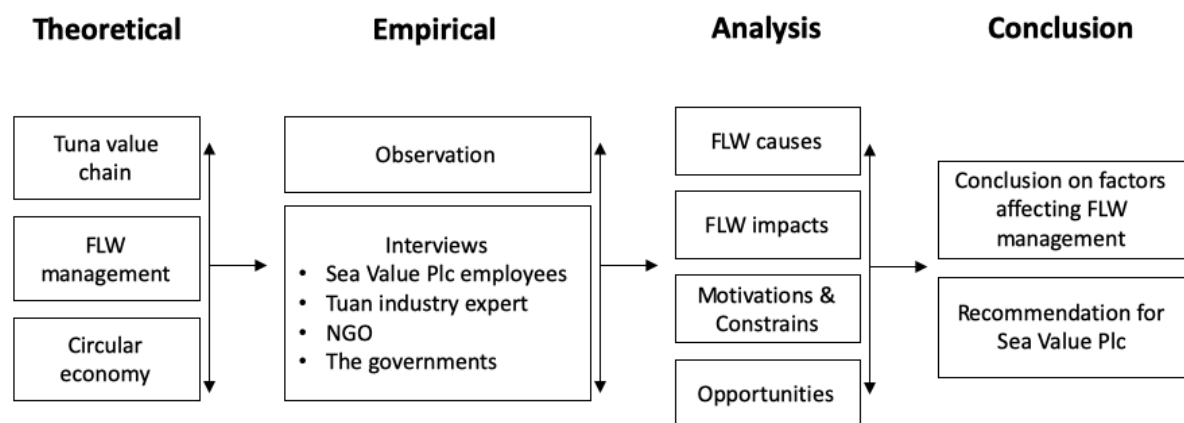 Theoretical
Empirical
Analysis
Conclusion
Tuna value
chain
FLW
management
Circular
economy
Observation
Interviews
• Sea Value Plc employees
• Tuan industry expert
• NGO
• The governments
FLW causes
FLW impacts
Motivations &
Constrains
Opportunities
Conclusion on factors
affecting FLW
management
Recommendation for
Sea Value Plc